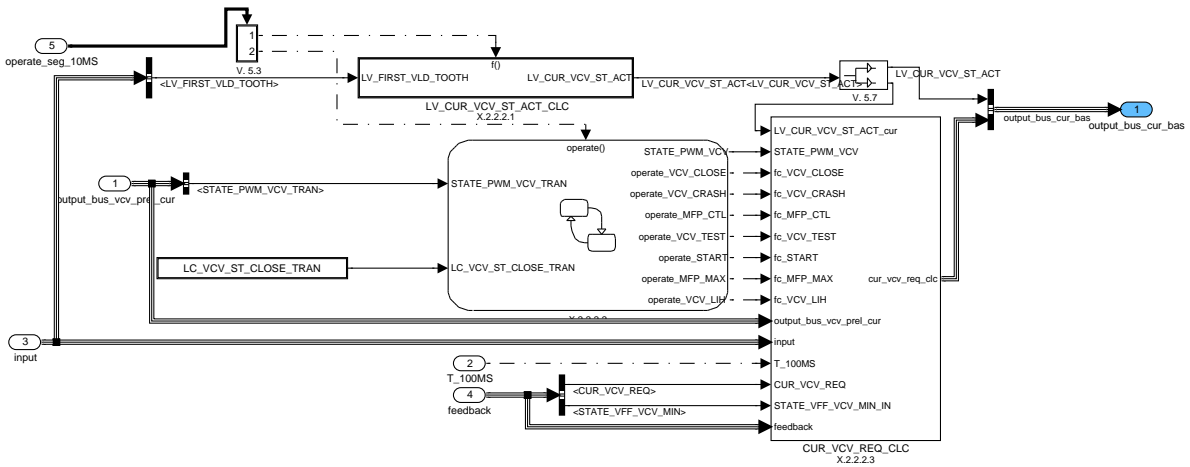 5
operate_seg_10MS
1
2
V. 5.3
<LV_FIRST_VLD_TOOTH>
f()
LV_FIRST_VLD_TOOTH
LV_CUR_VCV_ST_ACT
LV_CUR_VCV_ST_ACT_CLC
X.2.2.2.1
LV_CUR_VCV_ST_ACT<LV_CUR_VCV_ST_ACT>
V. 5.7
LV_CUR_VCV_ST_ACT
output_bus_cur_bas
1
output_bus_cur_bas
1
output_bus_vcv_prel_cur
<STATE_PWM_VCV_TRAN>
LC_VCV_ST_CLOSE_TRAN
operate()
STATE_PWM_VCV_TRAN
LC_VCV_ST_CLOSE_TRAN
STATE_PWM_VCV
operate_VCV_CLOSE
operate_VCV_CRASH
operate_MFP_CTL
operate_VCV_TEST
operate_START
operate_MFP_MAX
operate_VCV_LIH
LV_CUR_VCV_ST_ACT_cur
STATE_PWM_VCV
fc_VCV_CLOSE
fc_VCV_CRASH
fc_MFP_CTL
fc_VCV_TEST
fc_START
fc_MFP_MAX
fc_VCV_LIH
output_bus_vcv_prel_cur
input
T_100MS
CUR_VCV_REQ
STATE_VFF_VCV_MIN_IN
feedback
cur_vcv_req_clc
CUR_VCV_REQ_CLC
X.2.2.2.3
3
input
2
T_100MS
4
feedback
<CUR_VCV_REQ>
<STATE_VFF_VCV_MIN>